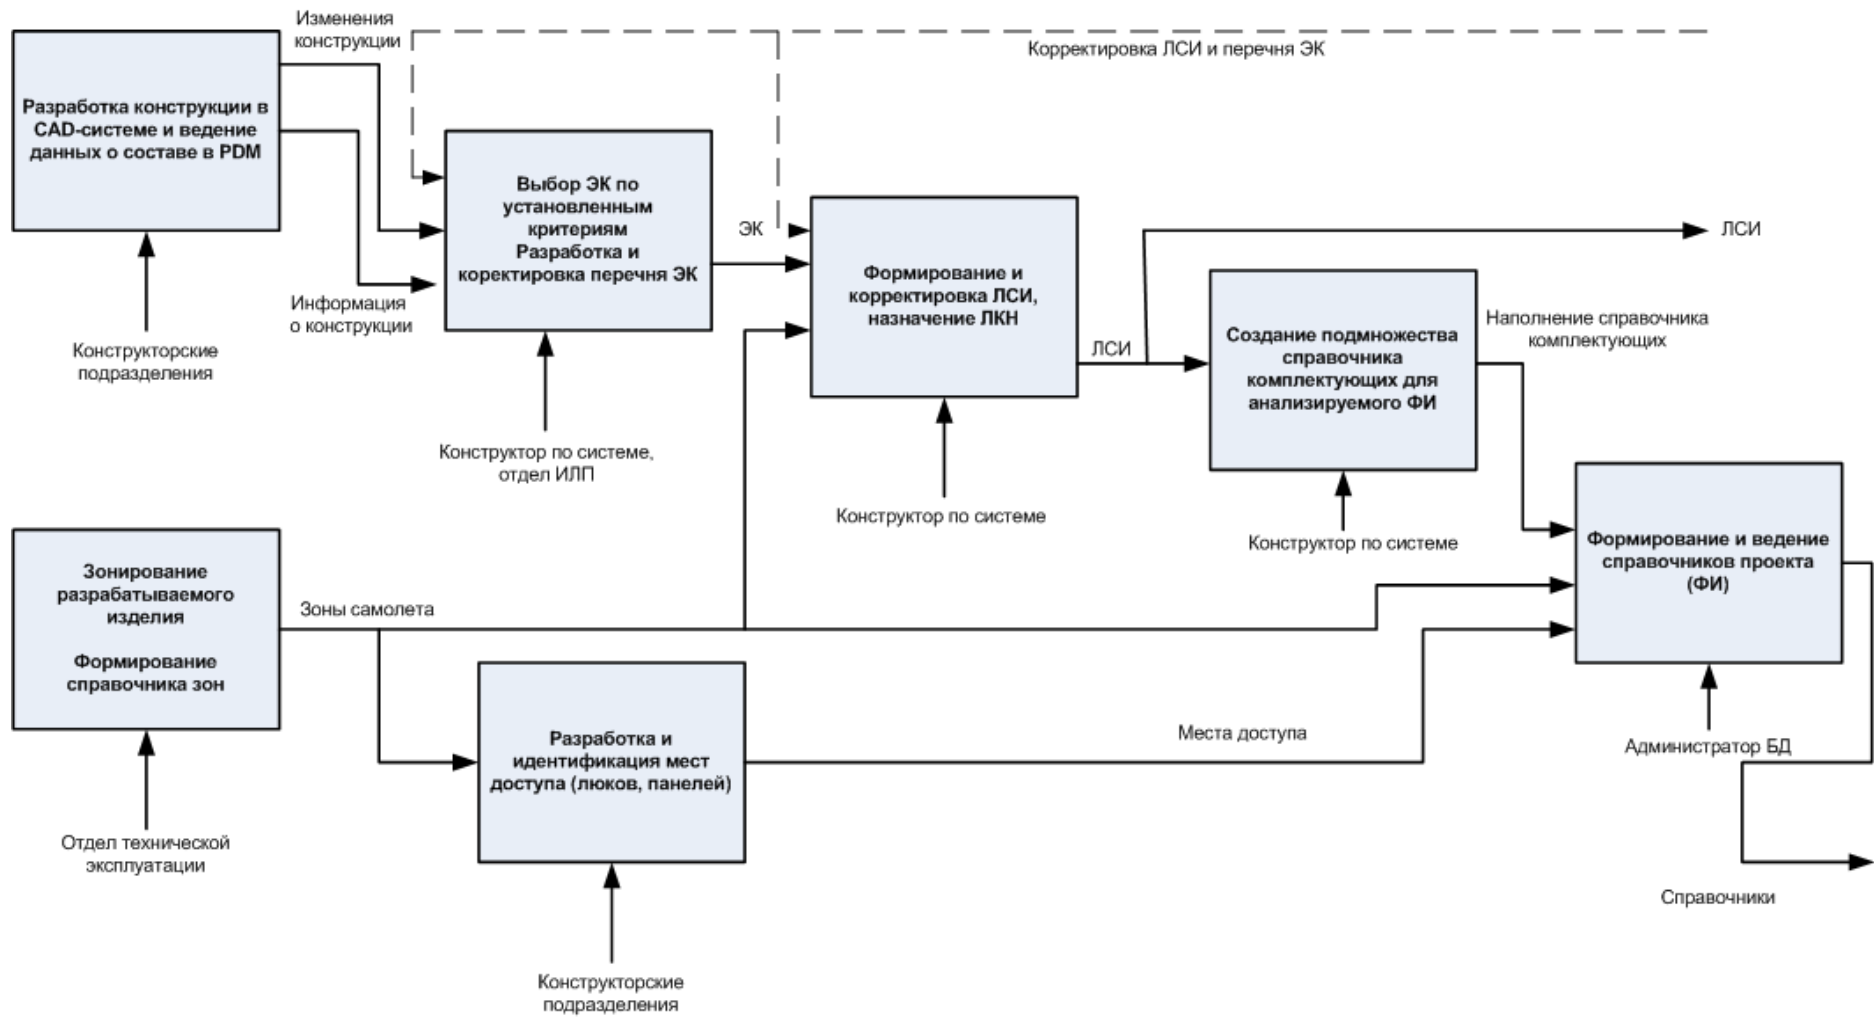 Изменения
конструкции
Корректировка ЛСИ и перечня ЭК
Разработка конструкции в
CAD-системе и ведение
данных о составе в PDM
Выбор ЭК по
установленным
критериям
Разработка и
коректировка перечня ЭК
ЭК
Формирование и
корректировка ЛСИ,
назначение ЛКН
ЛСИ
ЛСИ
Информация
о конструкции
Создание подмножества
справочника
комплектующих для
анализируемого ФИ
Наполнение справочника
комплектующих
Конструкторские
подразделения
Конструктор по системе,
отдел ИЛП
Конструктор по системе
Конструктор по системе
Формирование и ведение
справочников проекта
(ФИ)
Зонирование
разрабатываемого
изделия
Формирование
справочника зон
Зоны самолета
Разработка и
идентификация мест
доступа (люков, панелей)
Места доступа
Администратор БД
Отдел технической
эксплуатации
Справочники
Конструкторские
подразделения